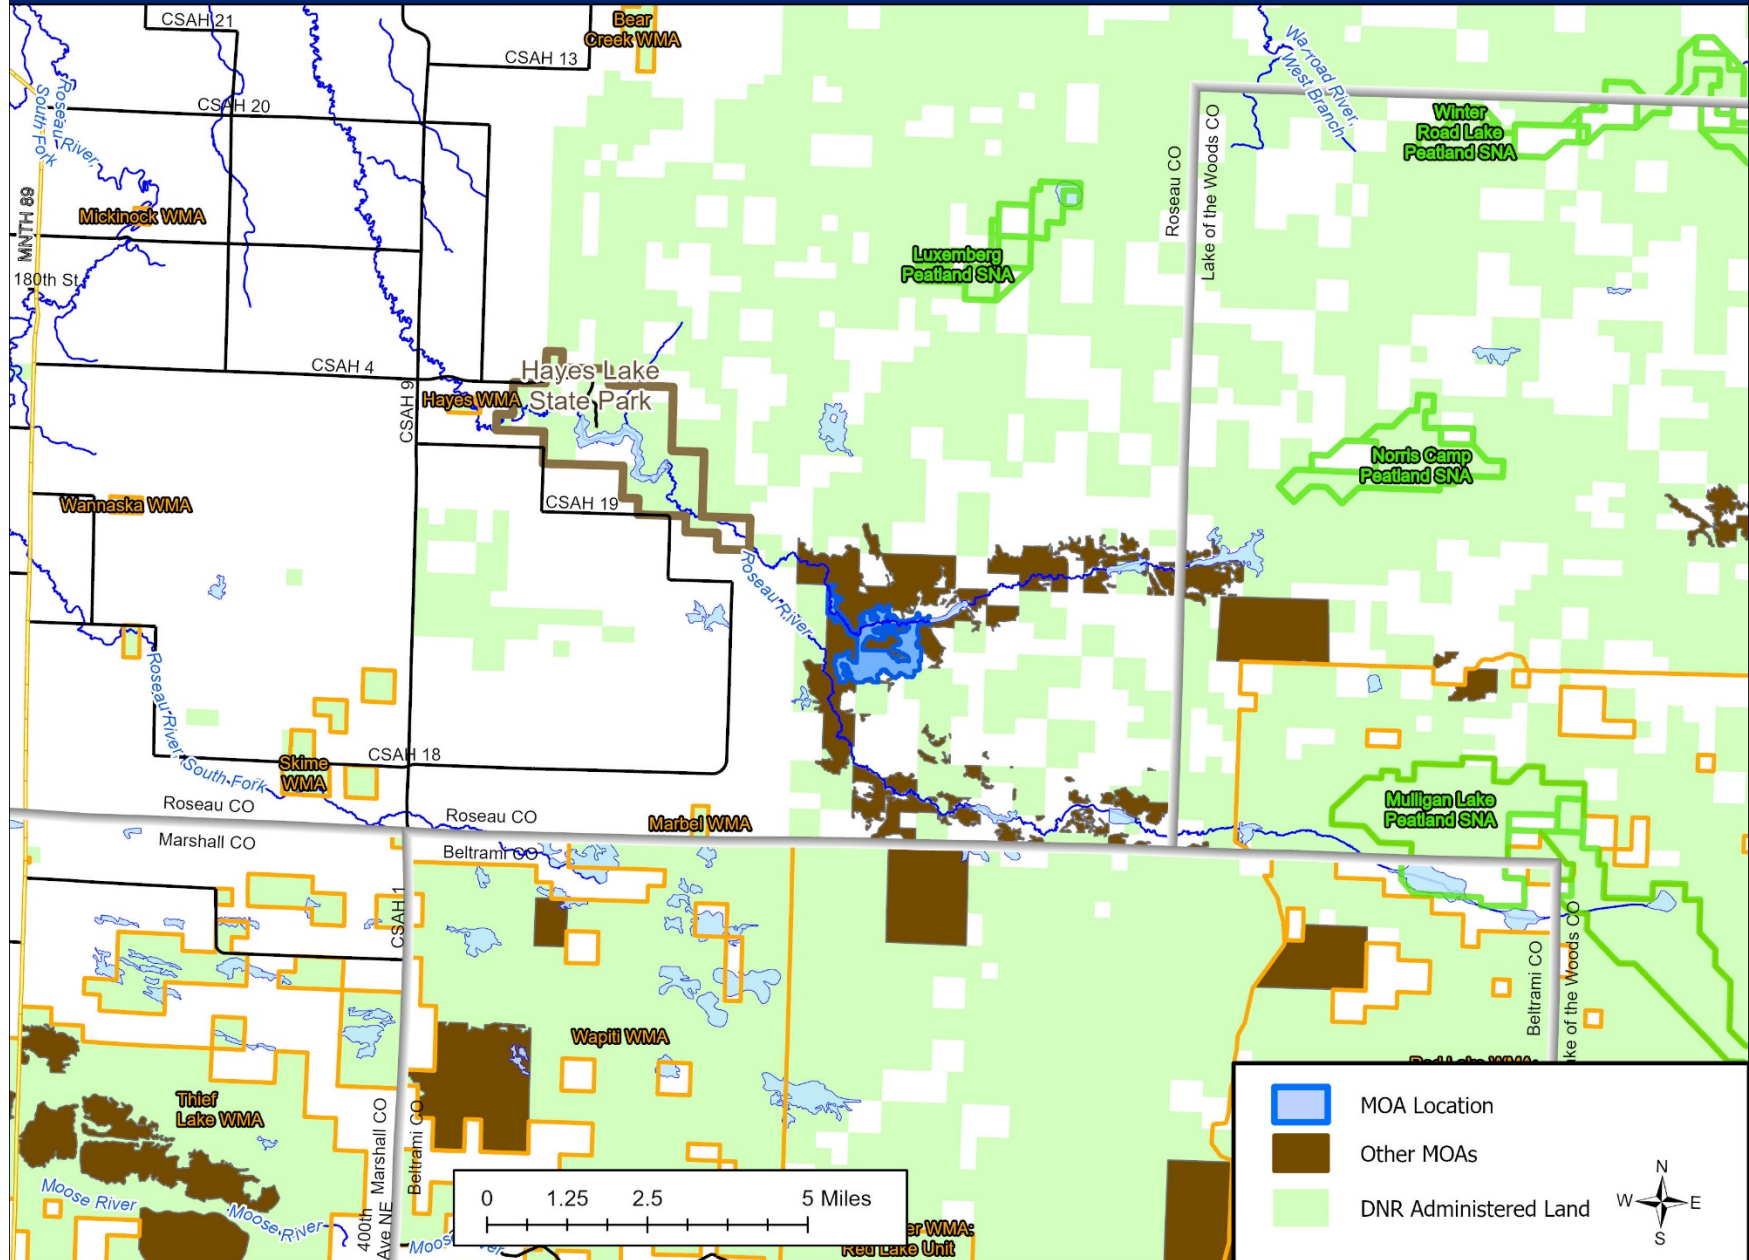 CSAH 21
Bear
Creek WMA
CSAH 13
Warroad River,
West Branch
CSAH 20
Roseau River,
South Fork
Winter
Road Lake
Peatland SNA
Roseau CO
Lake of the Woods CO
MNTH 89
Mickinock WMA
180th St
Luxemberg
Peatland SNA
CSAH 4
CSAH 9
Hayes WMA
Hayes Lake
State Park
Norris Camp
Peatland SNA
Wannaska WMA
CSAH 19
Roseau River
Roseau River, South Fork
CSAH 18
Skime
WMA
Roseau CO
Roseau CO
Marbel WMA
Mulligan Lake
Peatland SNA
Marshall CO
Beltrami CO
CSAH 1
Beltrami CO
ke of the Woods CO
Wapiti WMA
Thief
Lake WMA
Marshall CO
Beltrami CO
400th
Ave NE
Moose River
Moose River
er WMA:
Red Lake Unit
0 1.25 2.5 5 Miles
MOA Location
Other MOAs
DNR Administered Land
N
W E
S